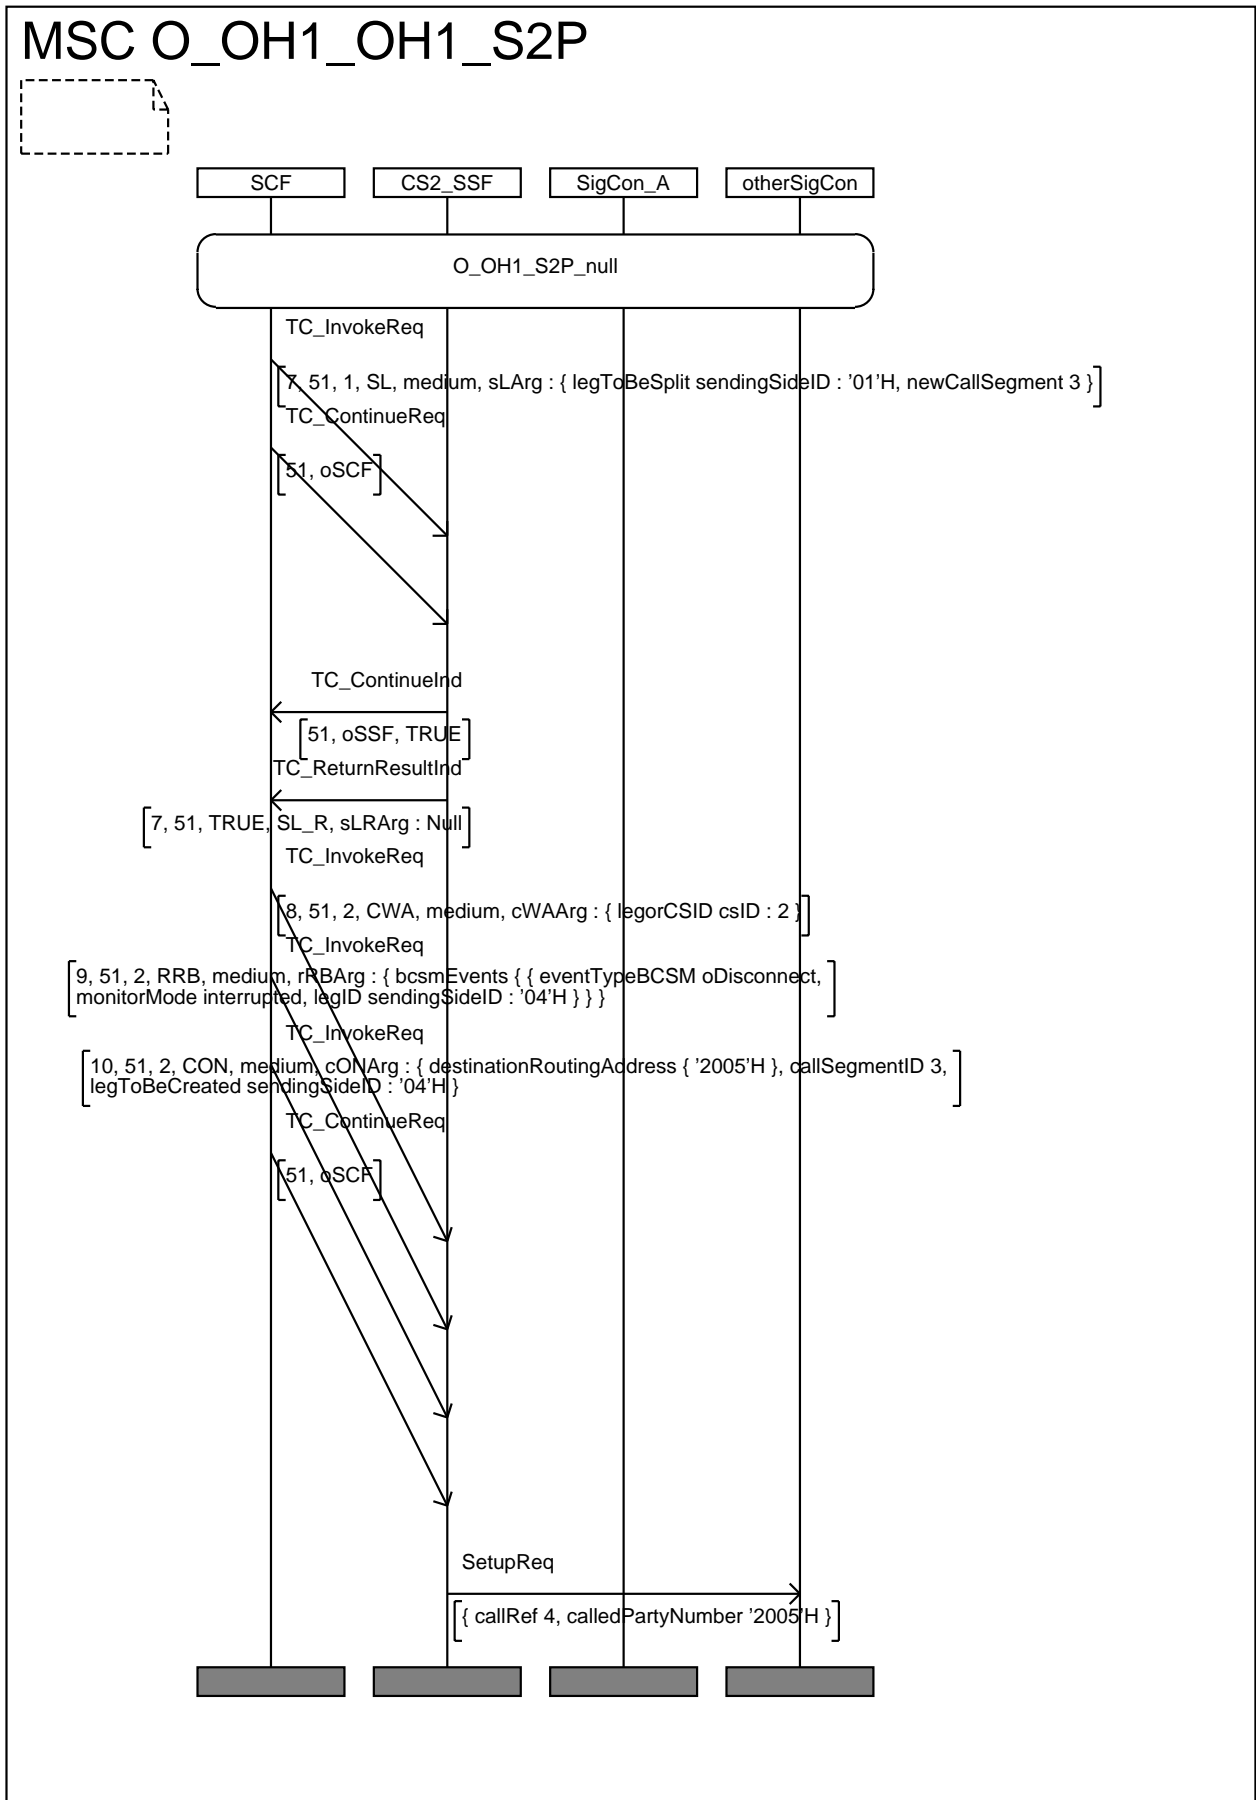 MSC O_OH1_OH1_S2P
SCF
CS2_SSF
SigCon_A
otherSigCon
O_OH1_S2P_null
TC_InvokeReq
7, 51, 1, SL, medium, sLArg : { legToBeSplit sendingSideID : '01'H, newCallSegment 3 }
TC_ContinueReq
51, oSCF
TC_ContinueInd
51, oSSF, TRUE
TC_ReturnResultInd
7, 51, TRUE, SL_R, sLRArg : Null
TC_InvokeReq
8, 51, 2, CWA, medium, cWAArg : { legorCSID csID : 2 }
TC_InvokeReq
9, 51, 2, RRB, medium, rRBArg : { bcsmEvents { { eventTypeBCSM oDisconnect,
monitorMode interrupted, legID sendingSideID : '04'H } } }
TC_InvokeReq
10, 51, 2, CON, medium, cONArg : { destinationRoutingAddress { '2005'H }, callSegmentID 3,
legToBeCreated sendingSideID : '04'H }
TC_ContinueReq
51, oSCF
SetupReq
{ callRef 4, calledPartyNumber '2005'H }